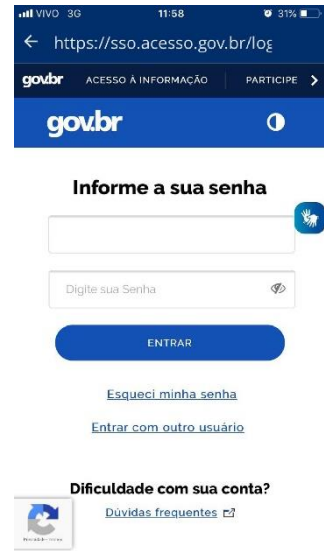 VIVO 3G 11:58 31%
https://sso.acesso.gov.br/log
gov.br ACESSO À INFORMAÇÃO PARTICIPE
gov.br
Informe a sua senha
Digite sua Senha
ENTRAR
Esqueci minha senha
Entrar com outro usuário
Dificuldade com sua conta?
Dúvidas frequentes